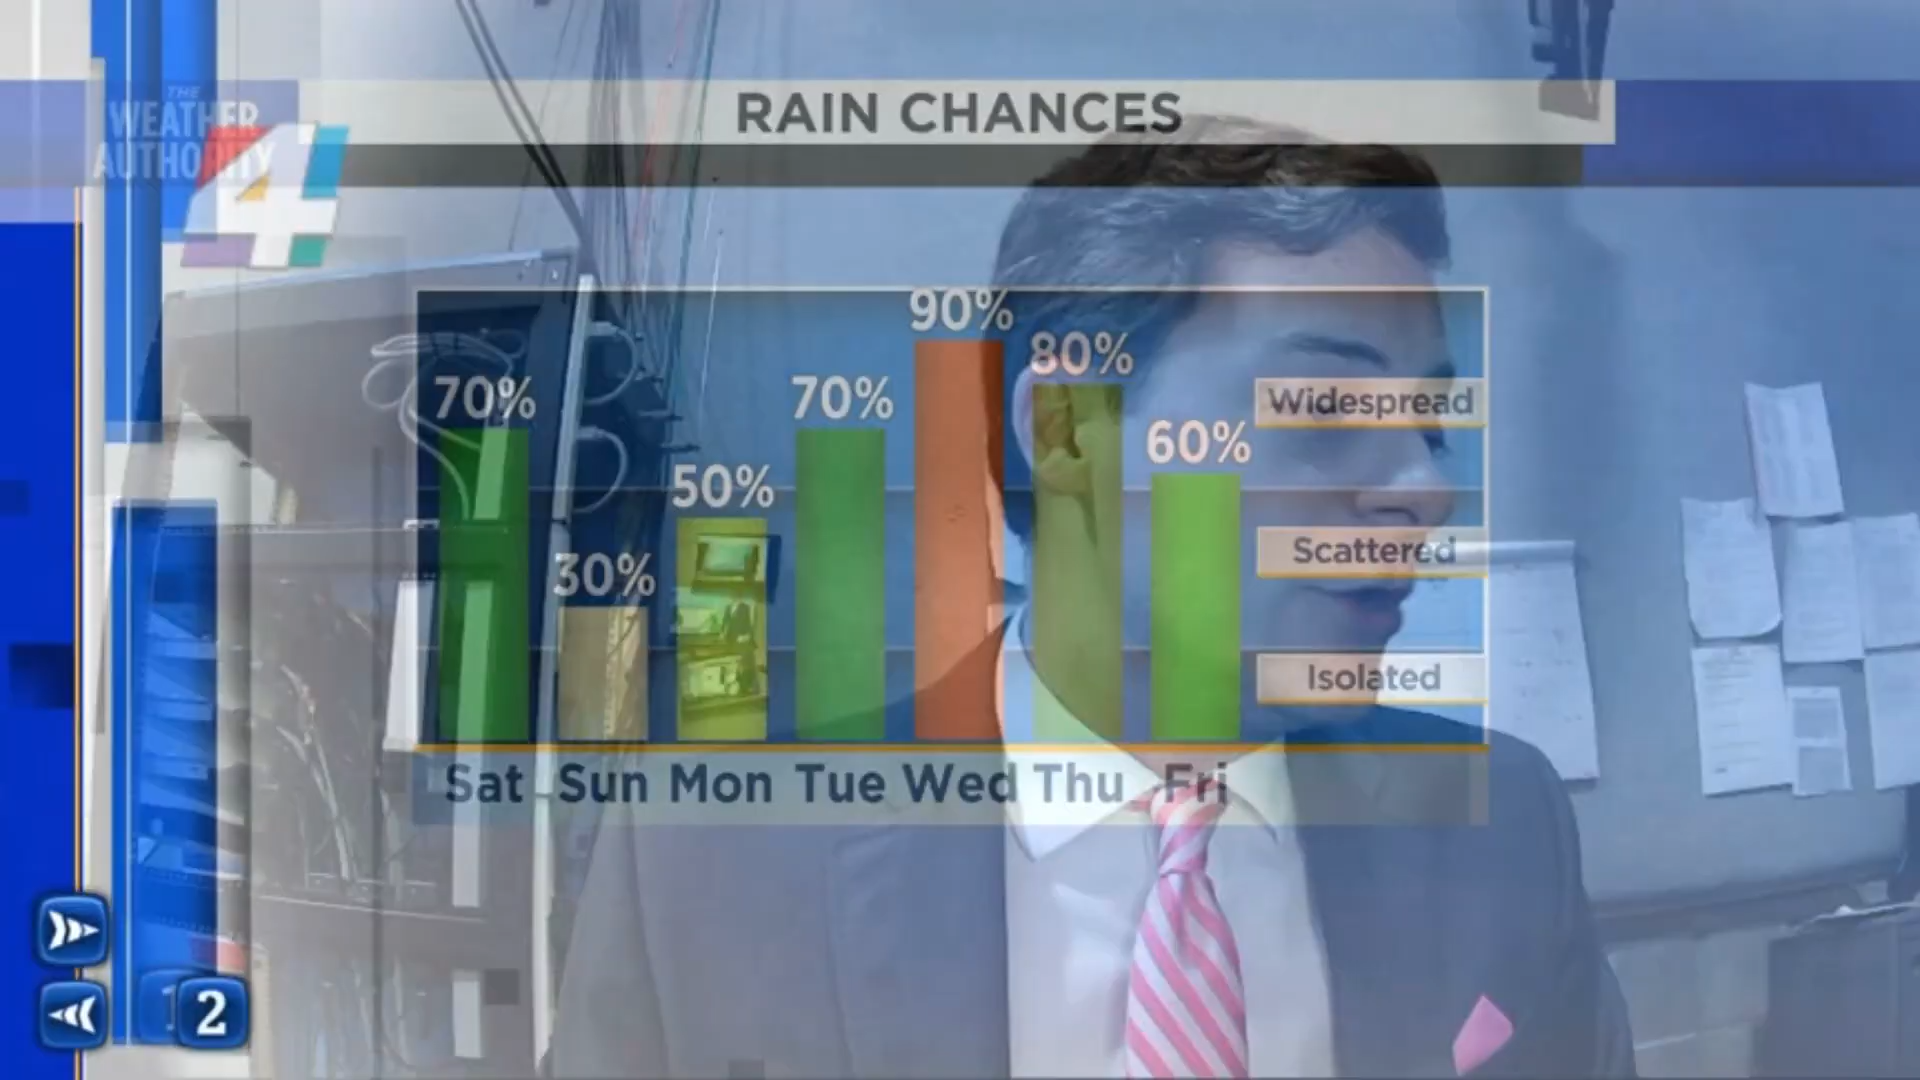 THE
WEATHER
AUTHORITY
4
RAIN CHANCES
70%
30%
50%
70%
90%
80%
60%
Widespread
Scattered
Isolated
Sat Sun Mon Tue Wed Thu Fri
1 2